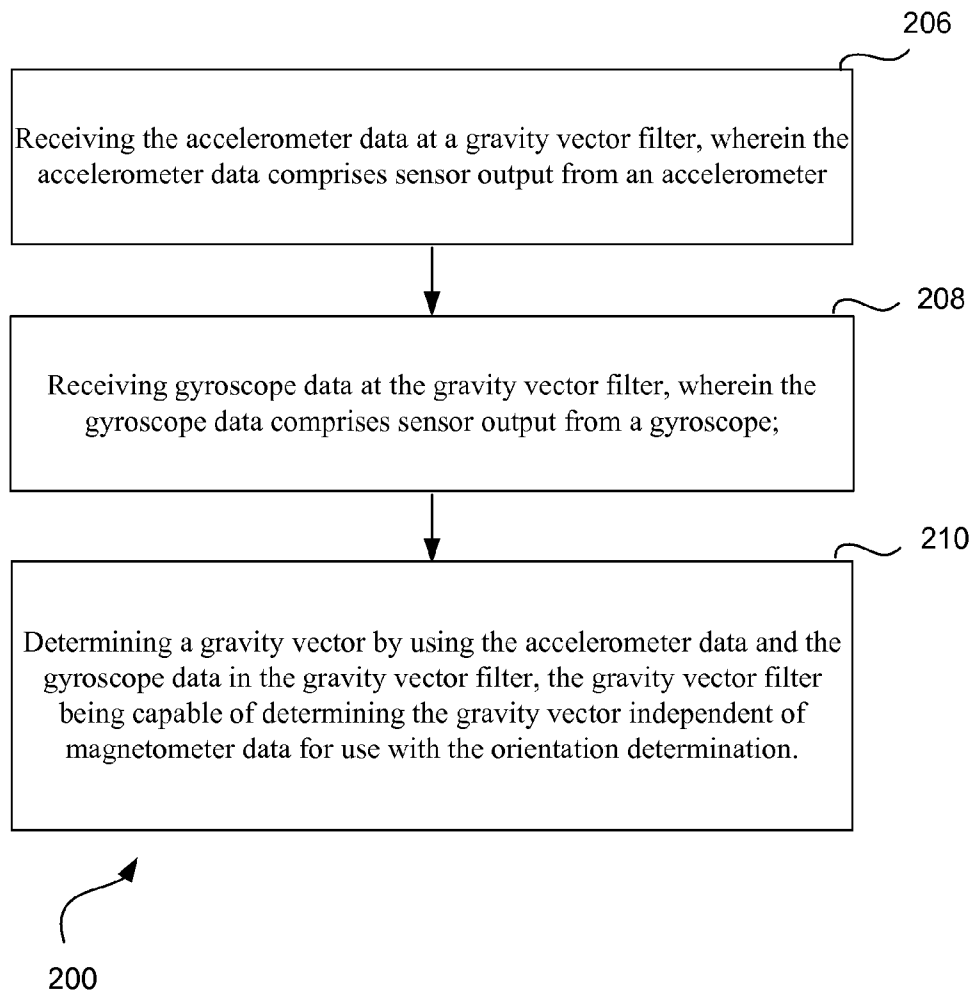 206
Receiving the accelerometer data at a gravity vector filter, wherein the
accelerometer data comprises sensor output from an accelerometer
208
Receiving gyroscope data at the gravity vector filter, wherein the
gyroscope data comprises sensor output from a gyroscope;
210
Determining a gravity vector by using the accelerometer data and the
gyroscope data in the gravity vector filter, the gravity vector filter
being capable of determining the gravity vector independent of
magnetometer data for use with the orientation determination.
200